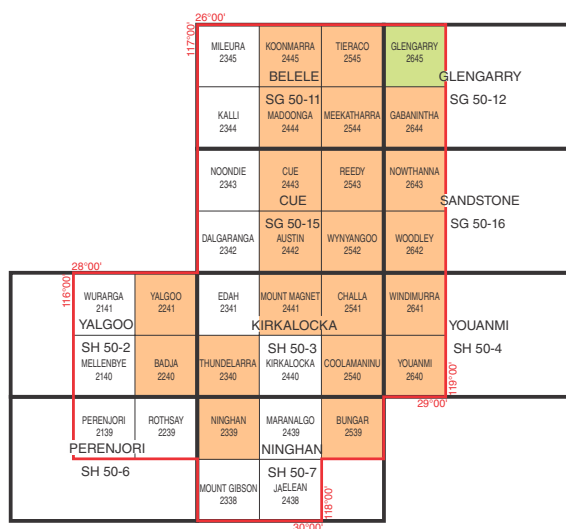 26°00'
117°00'
MILEURA
2345
KOONMARRA
2445
TIERACO
2545
GLENGARRY
2645
BELELE
SG 50-11
GLENGARRY
SG 50-12
KALLI
2344
MADOONGA
2444
MEEKATHARRA
2544
GABANINTHA
2644
NOONDIE
2343
CUE
2443
REEDY
2543
NOWTHANNA
2643
CUE
SG 50-15
SANDSTONE
SG 50-16
DALGARANGA
2342
AUSTIN
2442
WYNYANGOO
2542
WOODLEY
2642
28°00'
116°00'
WURARGA
2141
YALGOO
2241
EDAH
2341
MOUNT MAGNET
2441
CHALLA
2541
WINDIMURRA
2641
YALGOO
SH 50-2
KIRKALOCKA
SH 50-3
YOUANMI
SH 50-4
MELLENBYE
2140
BADJA
2240
THUNDELARRA
2340
KIRKALOCKA
2440
COOLAMANINU
2540
YOUANMI
2640
119°00'
29°00'
PERENJORI
2139
ROTHSAY
2239
NINGHAN
2339
MARANALGO
2439
BUNGAR
2539
PERENJORI
SH 50-6
NINGHAN
SH 50-7
MOUNT GIBSON
2338
JAELEAN
2438
118°00'
30°00'